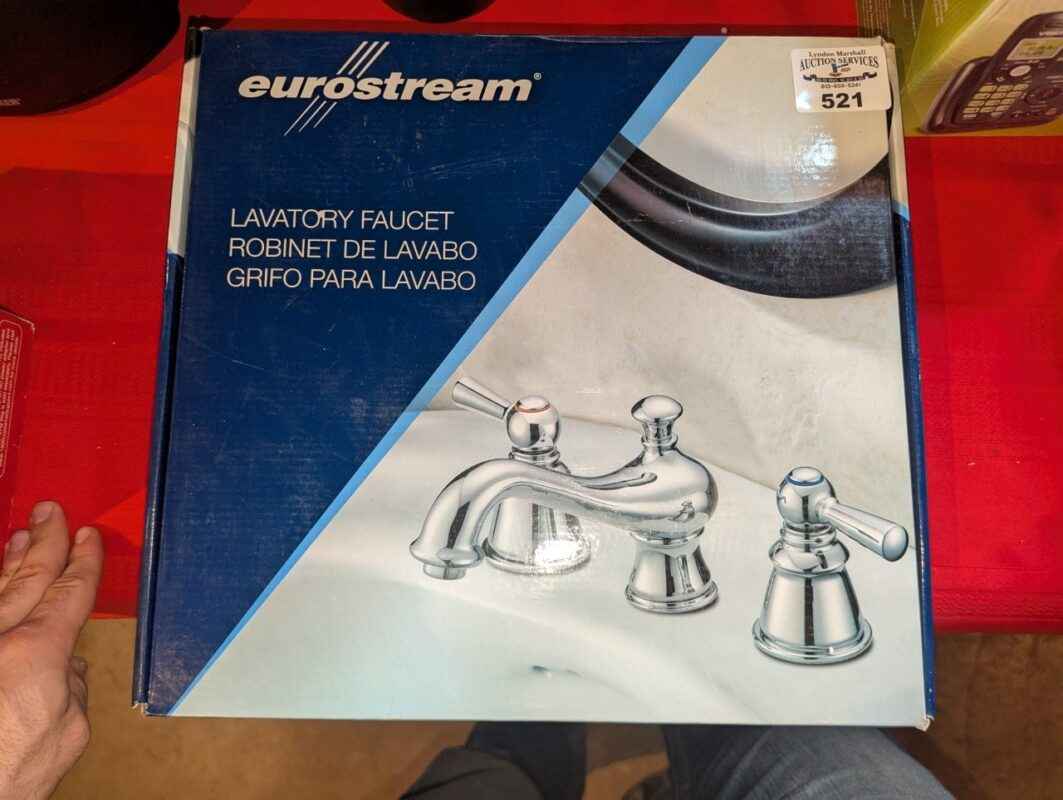 eurostream®
LAVATORY FAUCET
ROBINET DE LAVABO
GRIFO PARA LAVABO
Lyndon Marshall
AUCTION SERVICES
521